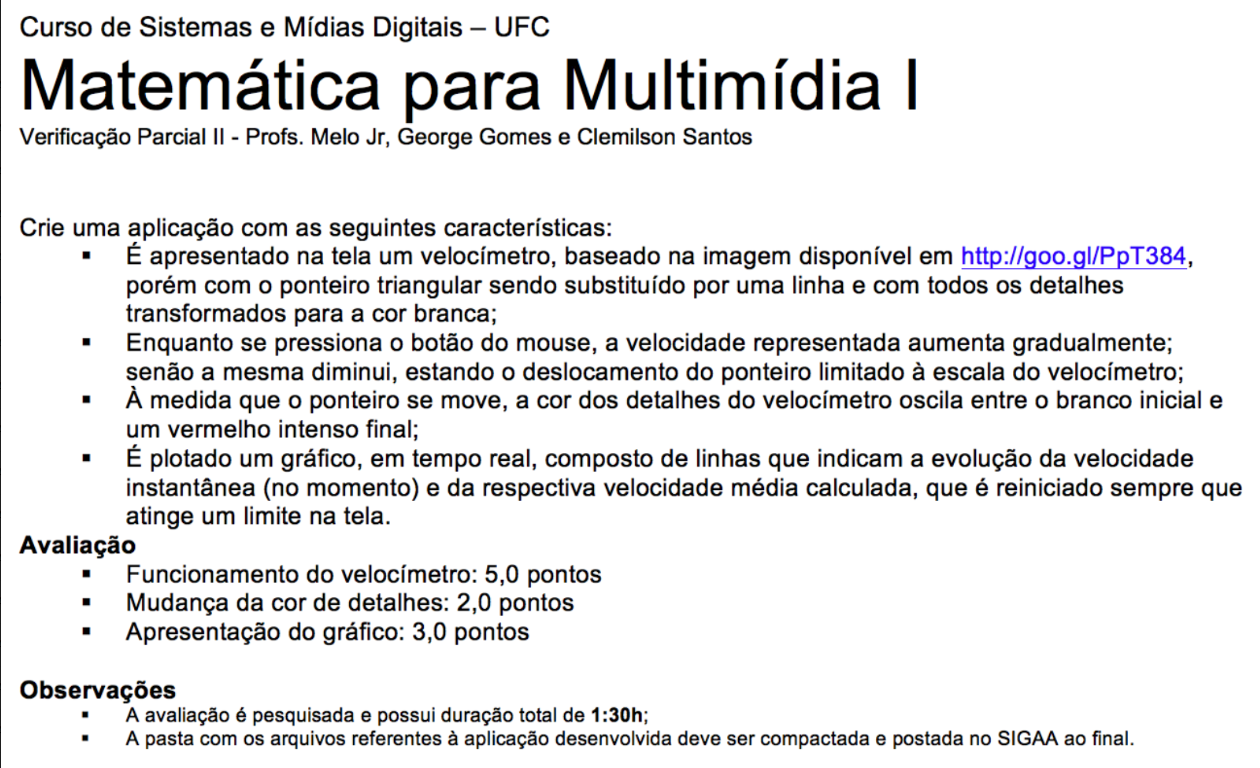 Curso de Sistemas e Mídias Digitais – UFC
Matemática para Multimídia I
Verificação Parcial II - Profs. Melo Jr, George Gomes e Clemilson Santos
Crie uma aplicação com as seguintes características:
▪ É apresentado na tela um velocímetro, baseado na imagem disponível em http://goo.gl/PpT384,
porém com o ponteiro triangular sendo substituído por uma linha e com todos os detalhes
transformados para a cor branca;
▪ Enquanto se pressiona o botão do mouse, a velocidade representada aumenta gradualmente;
senão a mesma diminui, estando o deslocamento do ponteiro limitado à escala do velocímetro;
▪ À medida que o ponteiro se move, a cor dos detalhes do velocímetro oscila entre o branco inicial e
um vermelho intenso final;
▪ É plotado um gráfico, em tempo real, composto de linhas que indicam a evolução da velocidade
instantânea (no momento) e da respectiva velocidade média calculada, que é reiniciado sempre que
atinge um limite na tela.
Avaliação
▪ Funcionamento do velocímetro: 5,0 pontos
▪ Mudança da cor de detalhes: 2,0 pontos
▪ Apresentação do gráfico: 3,0 pontos
Observações
▪ A avaliação é pesquisada e possui duração total de 1:30h;
▪ A pasta com os arquivos referentes à aplicação desenvolvida deve ser compactada e postada no SIGAA ao final.